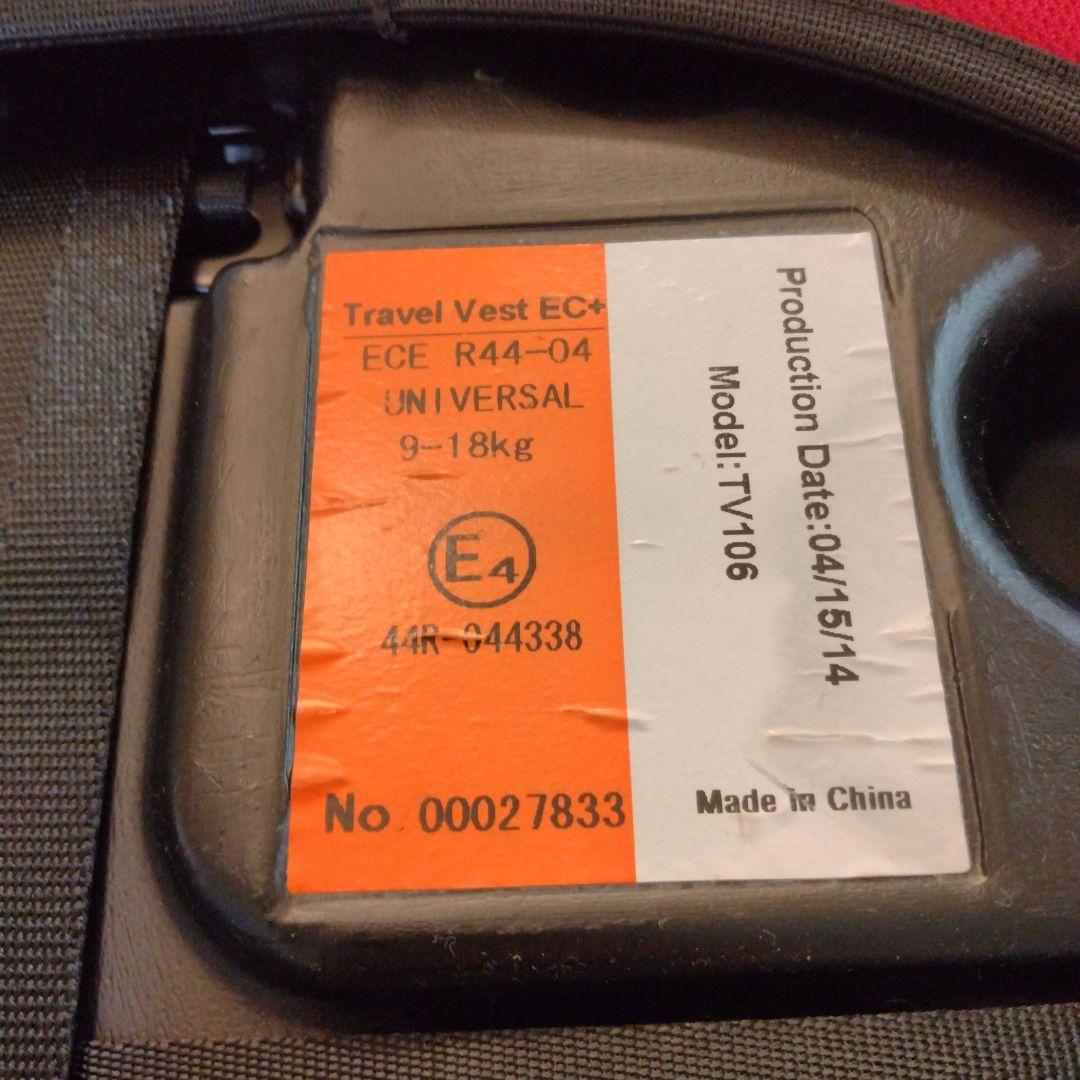 Travel Vest EC+
ECE R44-04
UNIVERSAL
9-18kg
E4
44R-044338
No 00027833
Production Date:04/15/14
Model:TV106
Made in China